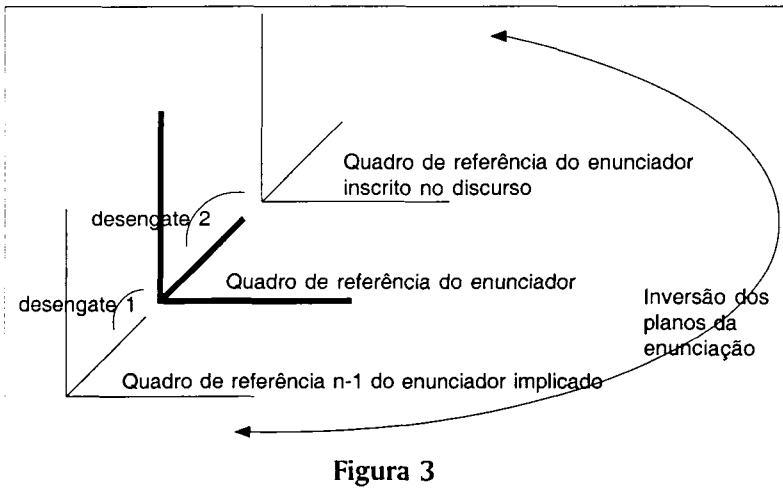 Quadro de referência do enunciador
inscrito no discurso
desengate 2
Quadro de referência do enunciador
desengate 1
Inversão dos
planos da
enunciação
Quadro de referência n-1 do enunciador implicado
Figura 3